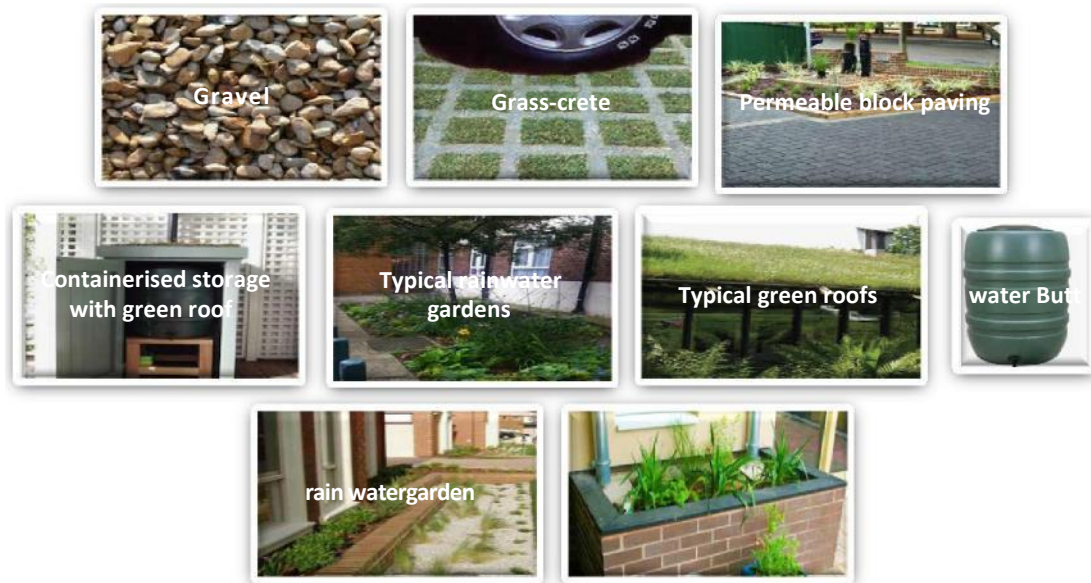 Gravel
Grass-crete
Permeable block paving
Containerised storage
with green roof
Typical rainwater
gardens
Typical green roofs
water Butt
rain watergarden